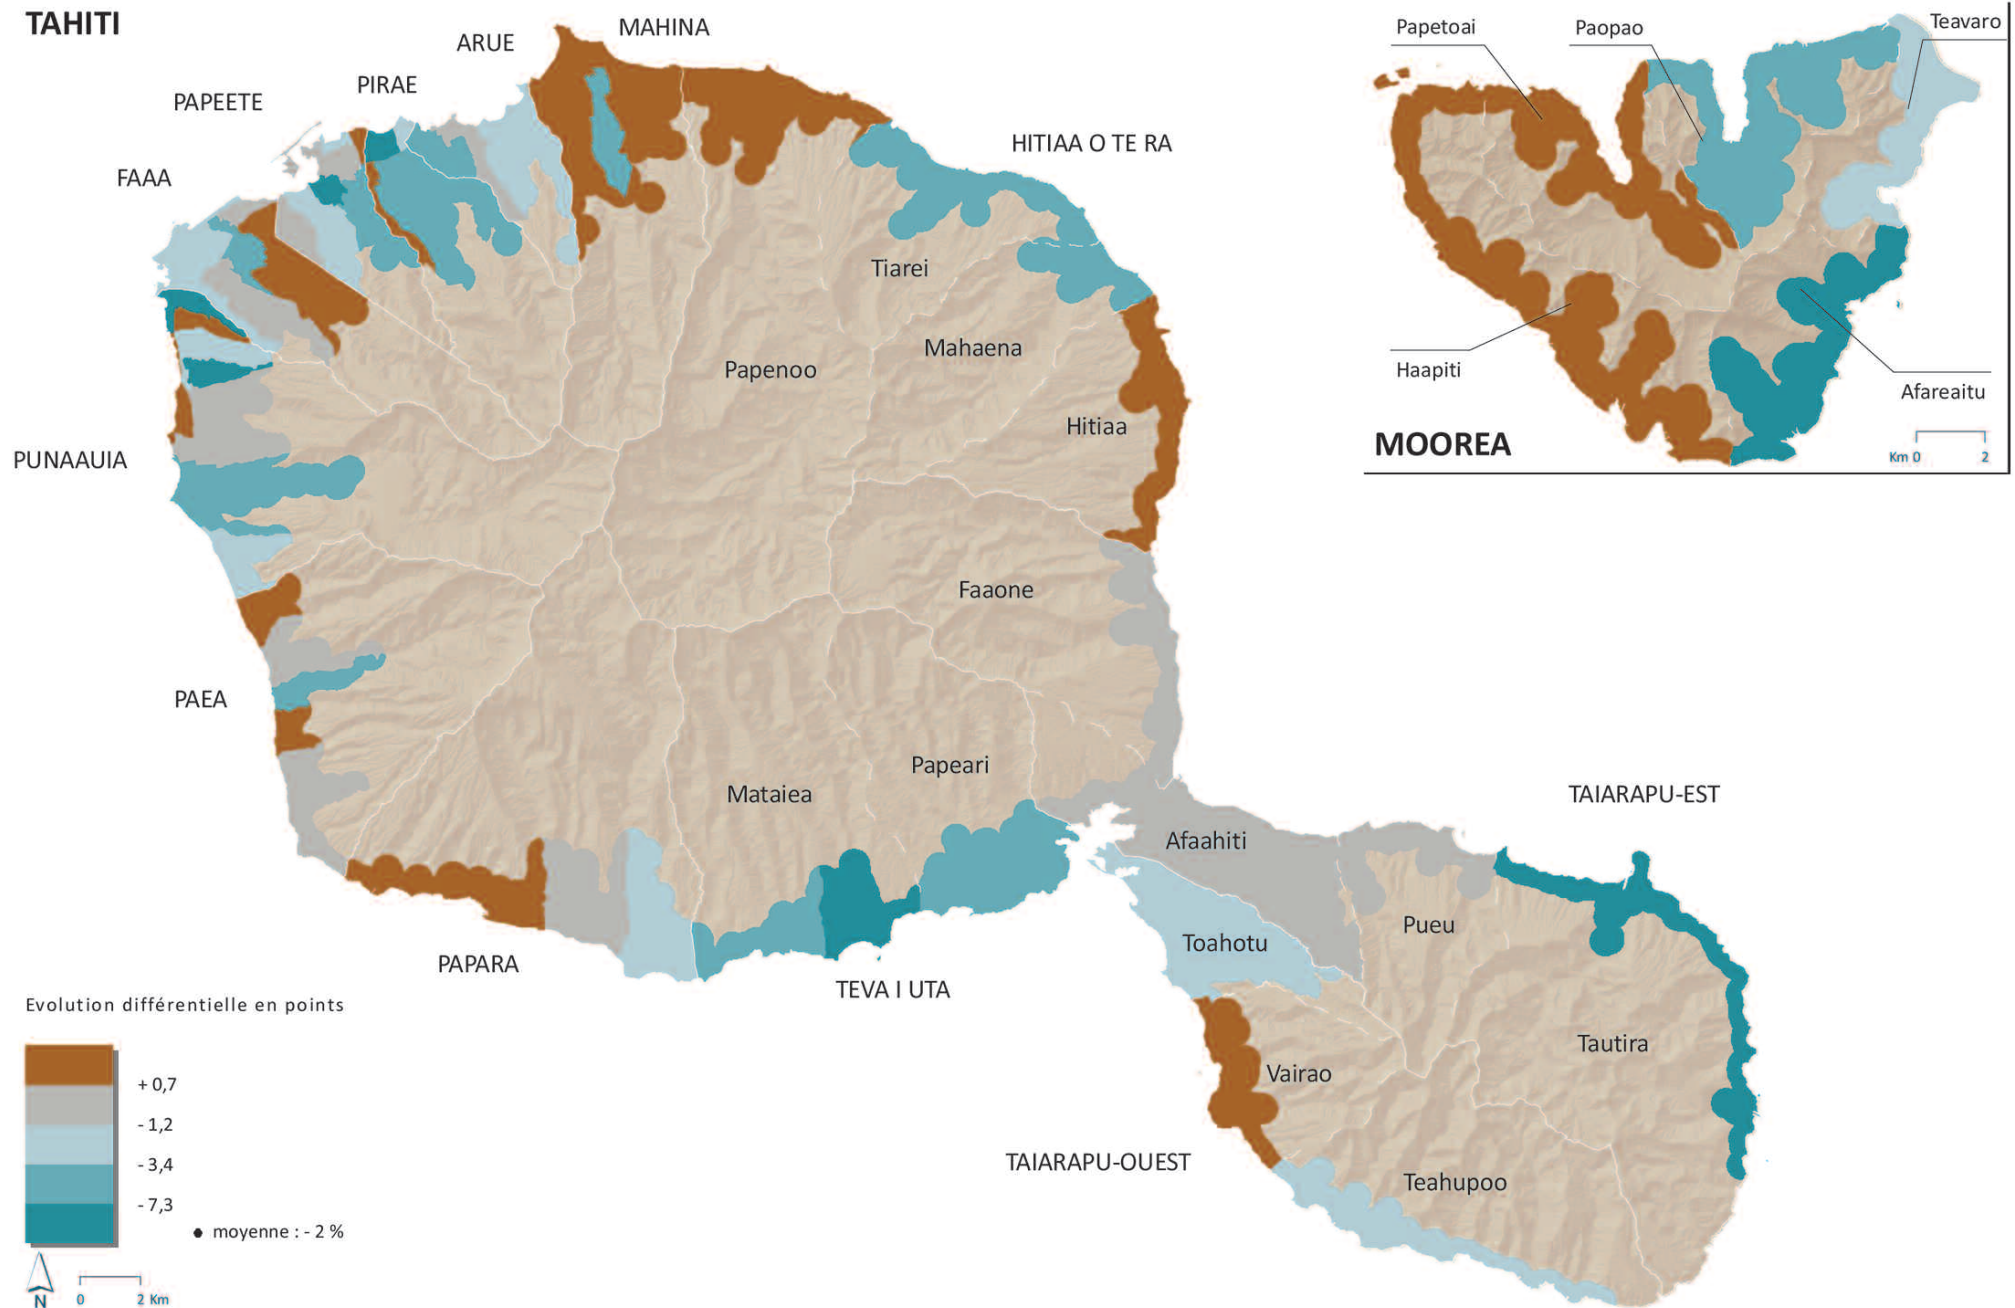 TAHITI
MAHINA
ARUE
PIRAE
PAPEETE
FAAA
HITIAA O TE RA
Tiarei
Mahaena
Papenoo
Hitiaa
PUNAAUIA
Faaone
PAEA
Papeari
Mataiea
TAIARAPU-EST
Afaahiti
Pueu
Toahotu
PAPARA
TEVA I UTA
Tautira
Vairao
TAIARAPU-OUEST
Teahupoo
Papetoai
Paopao
Teavaro
Haapiti
Afareaitu
MOOREA
Km 0 2
Evolution différentielle en points
+ 0,7
- 1,2
- 3,4
- 7,3
moyenne : - 2 %
N
0 2 Km